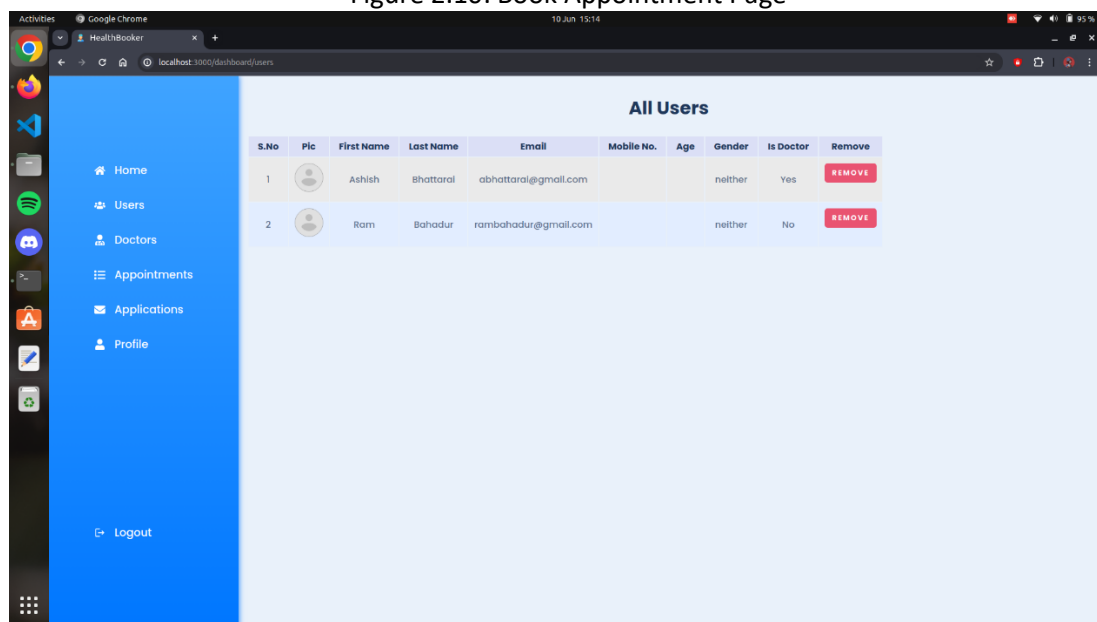 Figure 2.10: Book Appointment Page
Activities Google Chrome 10 Jun 15:14 95 %
HealthBooker
localhost:3000/dashboard/users
All Users
S.No Pic First Name Last Name Email Mobile No. Age Gender Is Doctor Remove
1 Ashish Bhattarai abhattarai@gmail.com neither Yes REMOVE
2 Ram Bahadur rambahadur@gmail.com neither No REMOVE
Home
Users
Doctors
Appointments
Applications
Profile
Logout